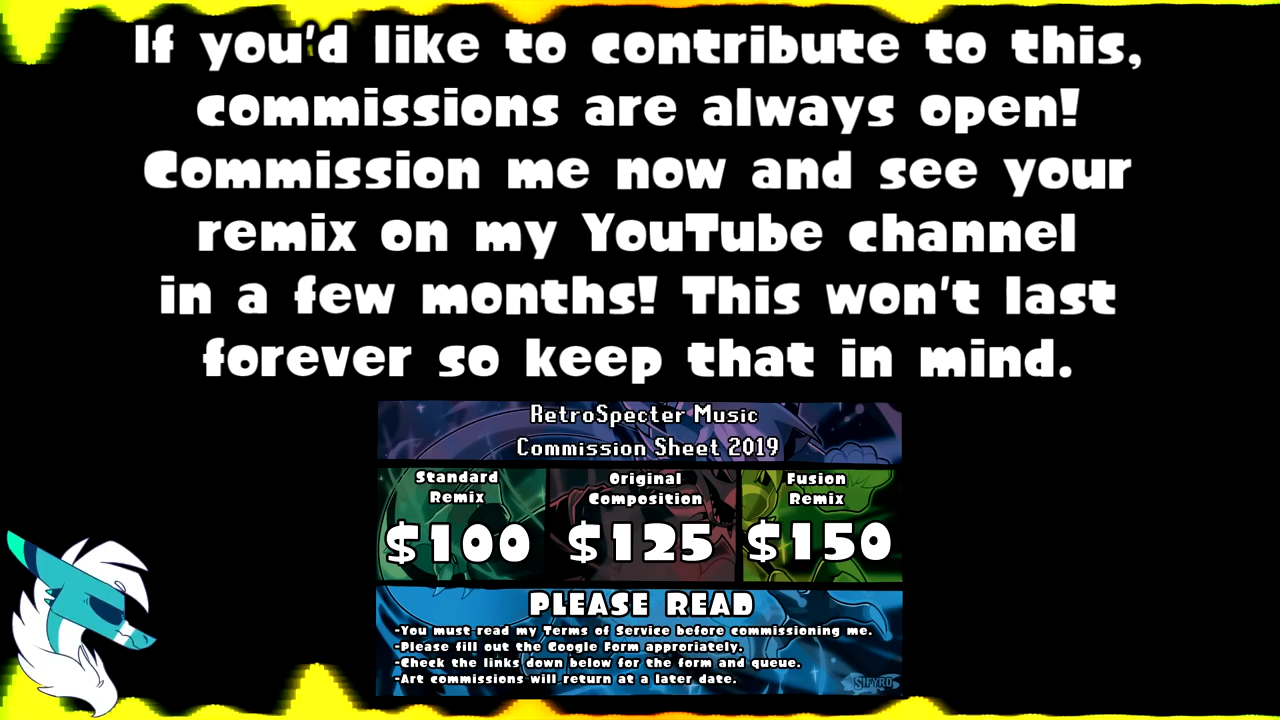 If you'd like to contribute to this,
commissions are always open!
Commission me now and see your
remix on my YouTube channel
in a few months! This won't last
forever so keep that in mind.
RetroSpecter Music
Commission Sheet 2019
Standard
Remix
$100
Original
Composition
$125
Fusion
Remix
$150
PLEASE READ
-You must read my Terms of Service before commissioning me.
-Please fill out the Google Form approriately.
-Check the links down below for the form and queue.
-Art commissions will return at a later date.
SIFYRO